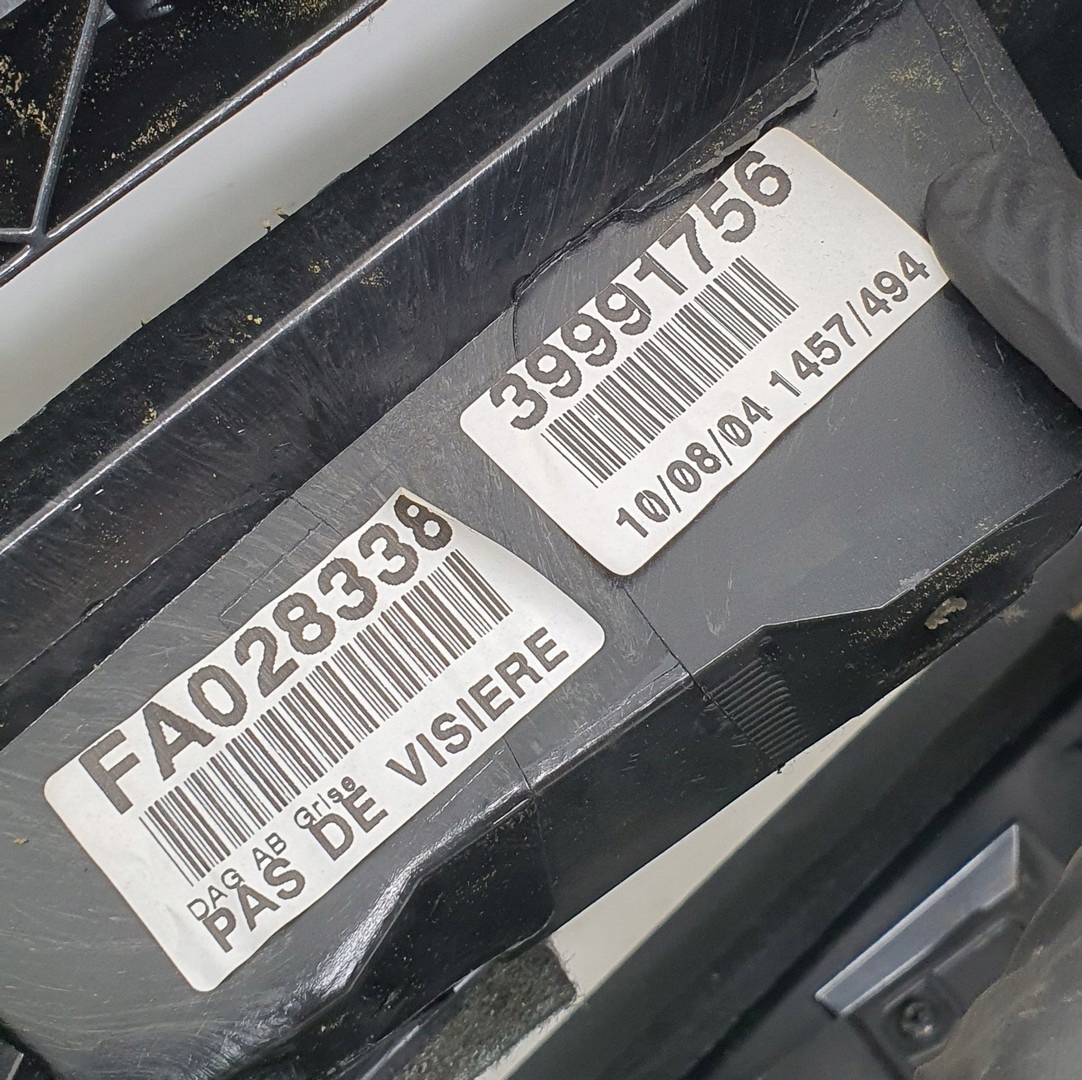 39991756
10/08/04 1457/494
FA028338
DAG AB Grise
PAS DE VISIERE